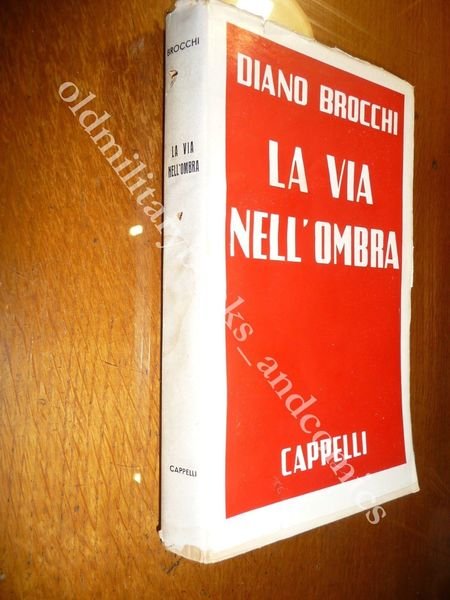 BROCCHI
LA VIA
NELL'OMBRA
CAPPELLI
DIANO BROCCHI
LA VIA
NELL'OMBRA
CAPPELLI